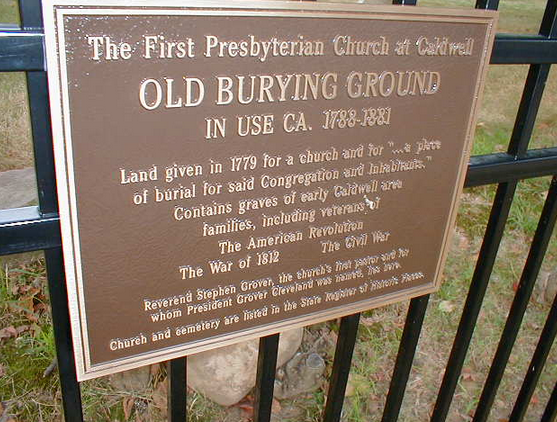 The First Presbyterian Church at Caldwell
OLD BURYING GROUND
IN USE CA. 1788-1881
Land given in 1779 for a church and for "...a place
of burial for said Congregation and Inhabitants."
Contains graves of early Caldwell area
families, including veterans of
The American Revolution
The War of 1812 The Civil War
Reverend Stephen Grover, the church's first pastor and for
whom President Grover Cleveland was named, lies here.
Church and cemetery are listed in the State Register of Historic Places.